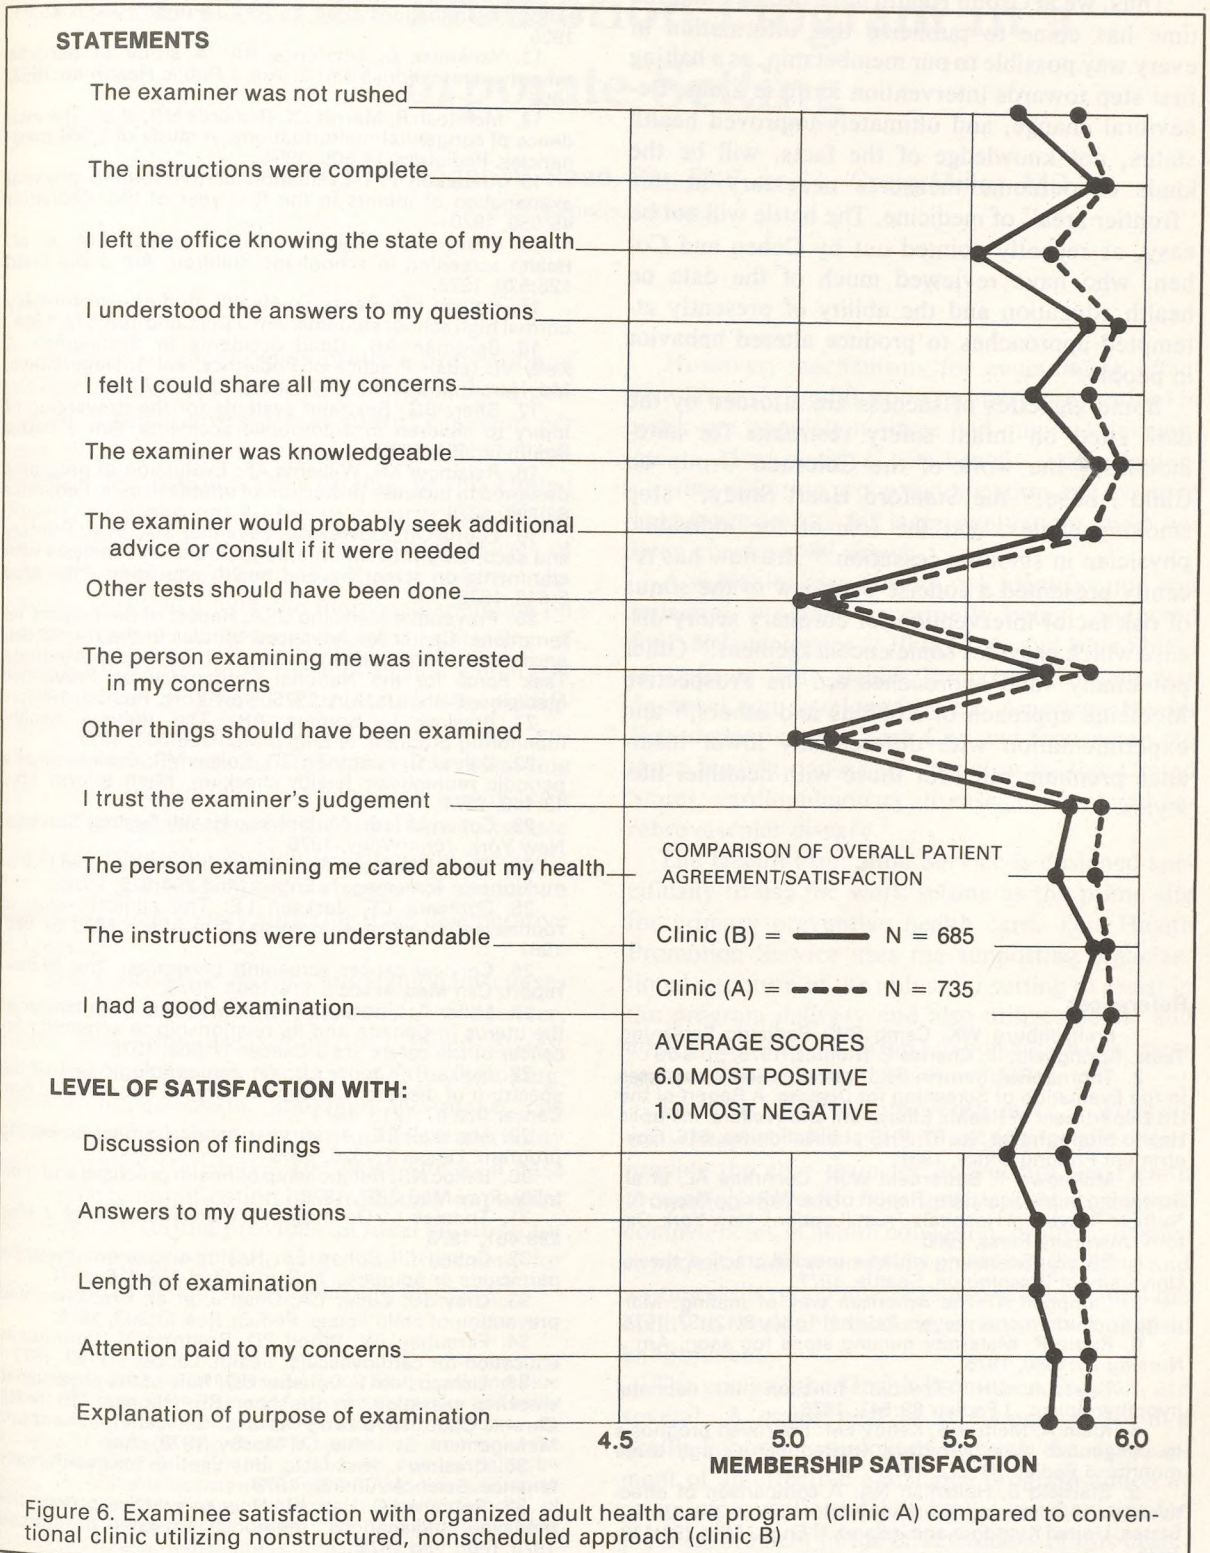 STATEMENTS
The examiner was not rushed
The instructions were complete
I left the office knowing the state of my health
I understood the answers to my questions
I felt I could share all my concerns
The examiner was knowledgeable
The examiner would probably seek additional
advice or consult if it were needed
Other tests should have been done
The person examining me was interested
in my concerns
Other things should have been examined
I trust the examiner's judgement
The person examining me cared about my health
The instructions were understandable
I had a good examination
COMPARISON OF OVERALL PATIENT
AGREEMENT/SATISFACTION
Clinic (B) = N = 685
Clinic (A) = N = 735
AVERAGE SCORES
6.0 MOST POSITIVE
1.0 MOST NEGATIVE
LEVEL OF SATISFACTION WITH:
Discussion of findings
Answers to my questions
Length of examination
Attention paid to my concerns
Explanation of purpose of examination
4.5 5.0 5.5 6.0
MEMBERSHIP SATISFACTION
Figure 6. Examinee satisfaction with organized adult health care program (clinic A) compared to conven-
tional clinic utilizing nonstructured, nonscheduled approach (clinic B)